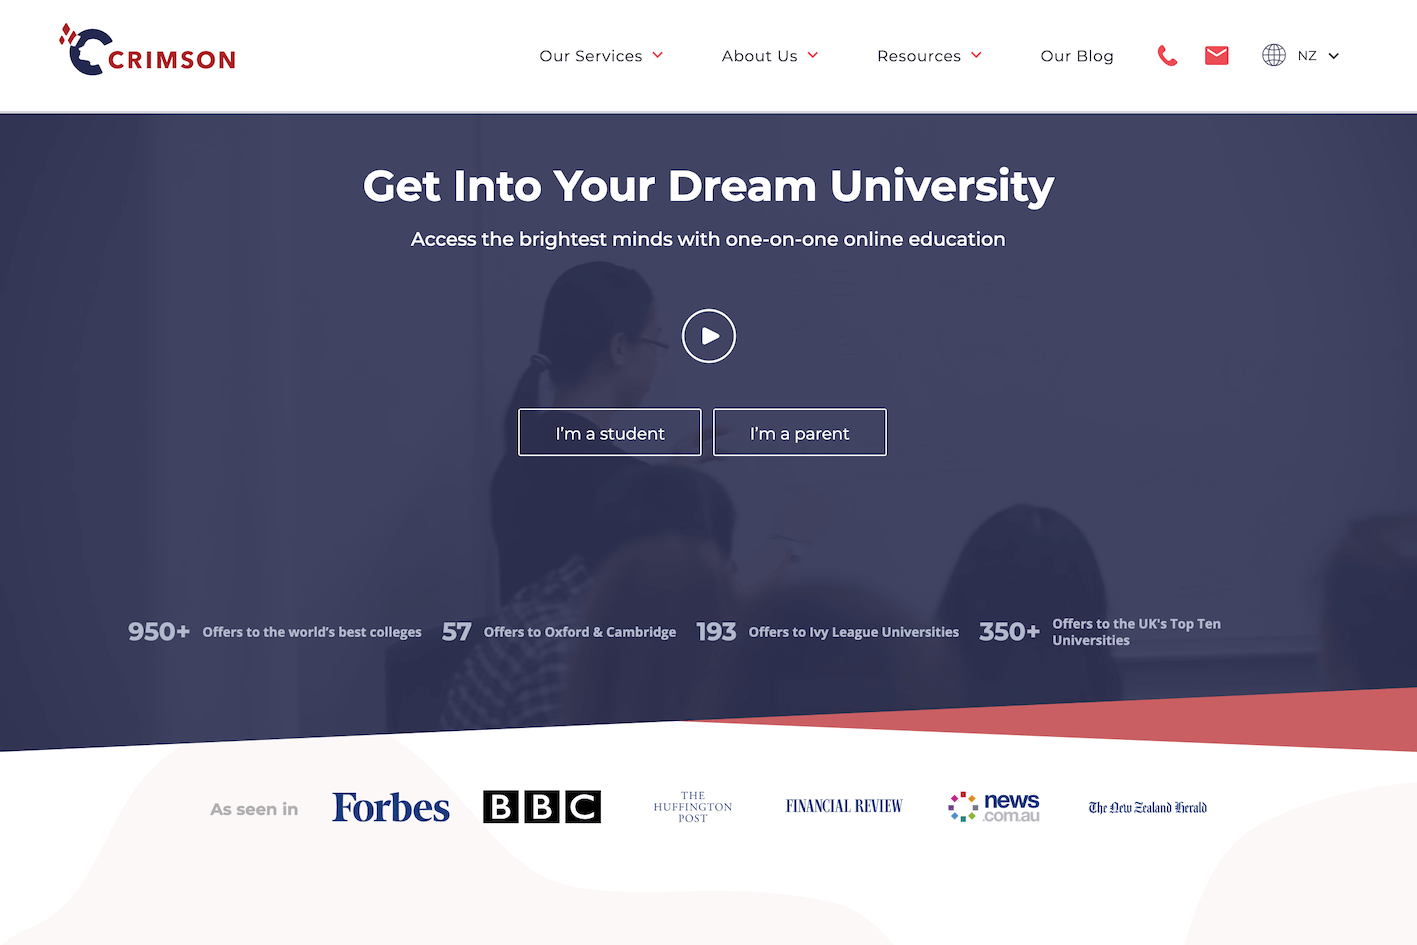 CRIMSON
Our Services
About Us
Resources
Our Blog
NZ
Get Into Your Dream University
Access the brightest minds with one-on-one online education
I’m a student
I’m a parent
950+ Offers to the world’s best colleges
57 Offers to Oxford & Cambridge
193 Offers to Ivy League Universities
350+ Offers to the UK's Top Ten
Universities
As seen in
Forbes
BBC
THE
HUFFINGTON
POST
FINANCIAL REVIEW
news
.com.au
The New Zealand Herald